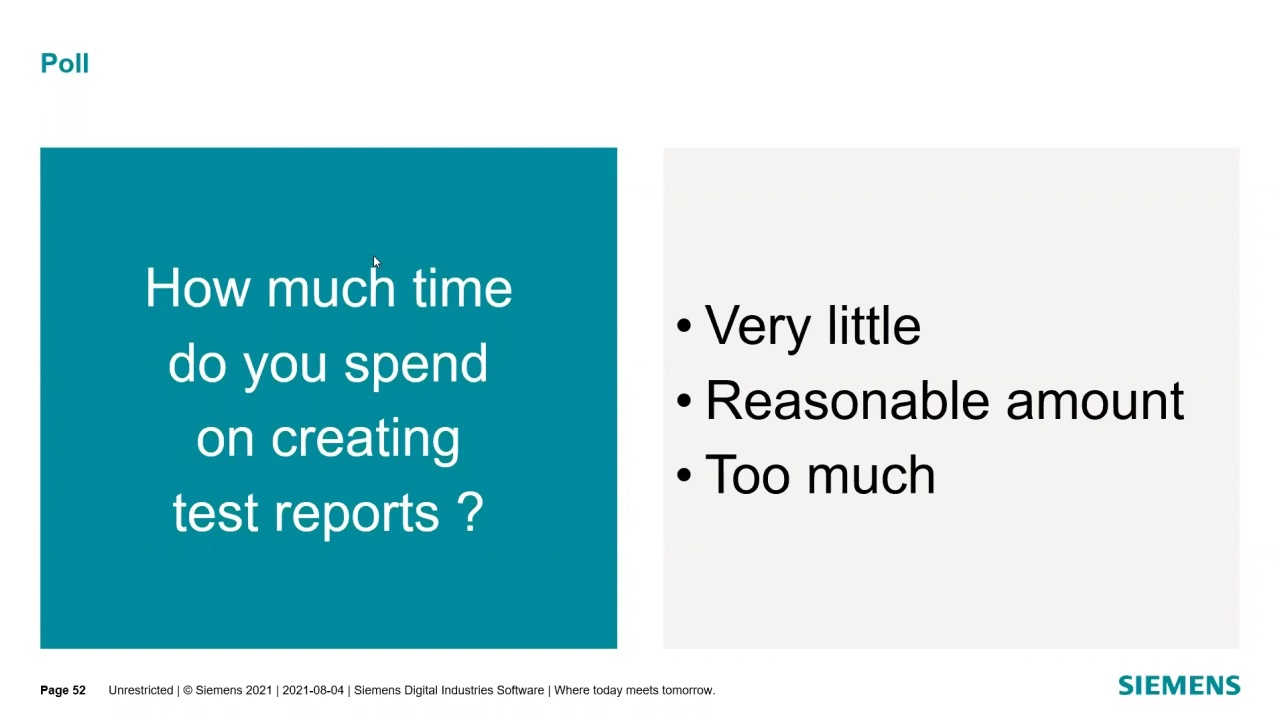 Poll
How much time
do you spend
on creating
test reports ?
• Very little
• Reasonable amount
• Too much
Page 52 Unrestricted | © Siemens 2021 | 2021-08-04 | Siemens Digital Industries Software | Where today meets tomorrow.
SIEMENS